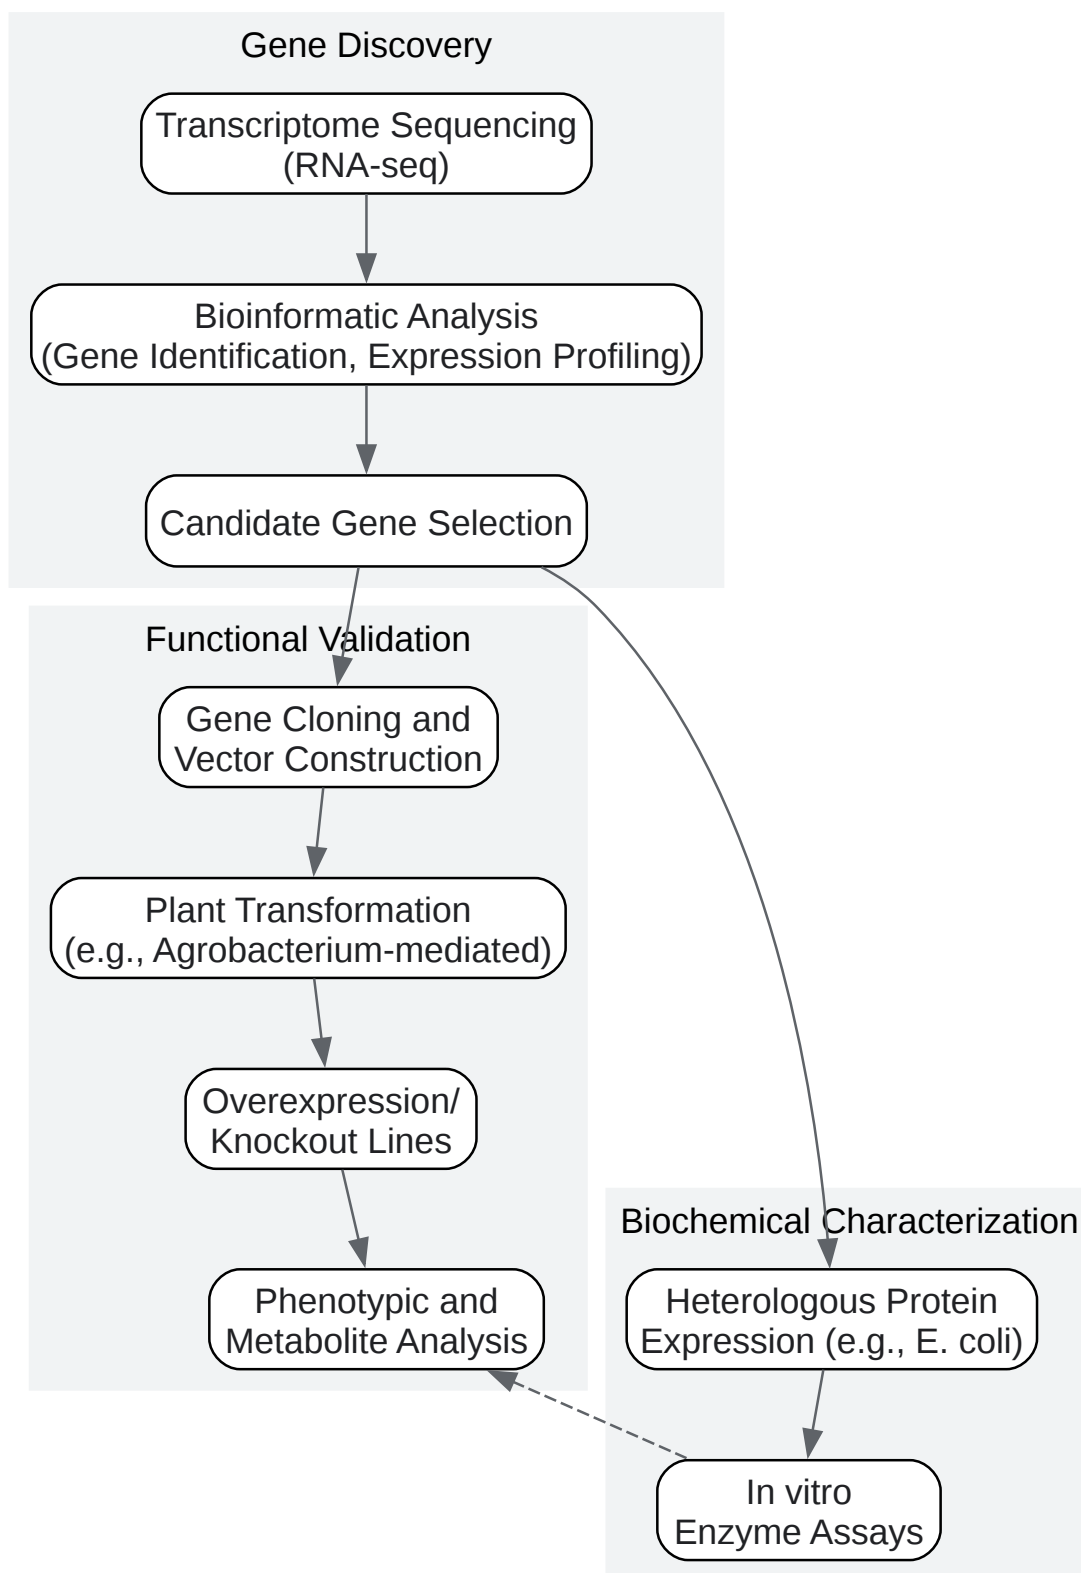 Gene Discovery
Transcriptome Sequencing
(RNA-seq)
Bioinformatic Analysis
(Gene Identification, Expression Profiling)
Candidate Gene Selection
Functional Validation
Gene Cloning and
Vector Construction
Plant Transformation
(e.g., Agrobacterium-mediated)
Overexpression/
Knockout Lines
Phenotypic and
Metabolite Analysis
Biochemical Characterization
Heterologous Protein
Expression (e.g., E. coli)
In vitro
Enzyme Assays